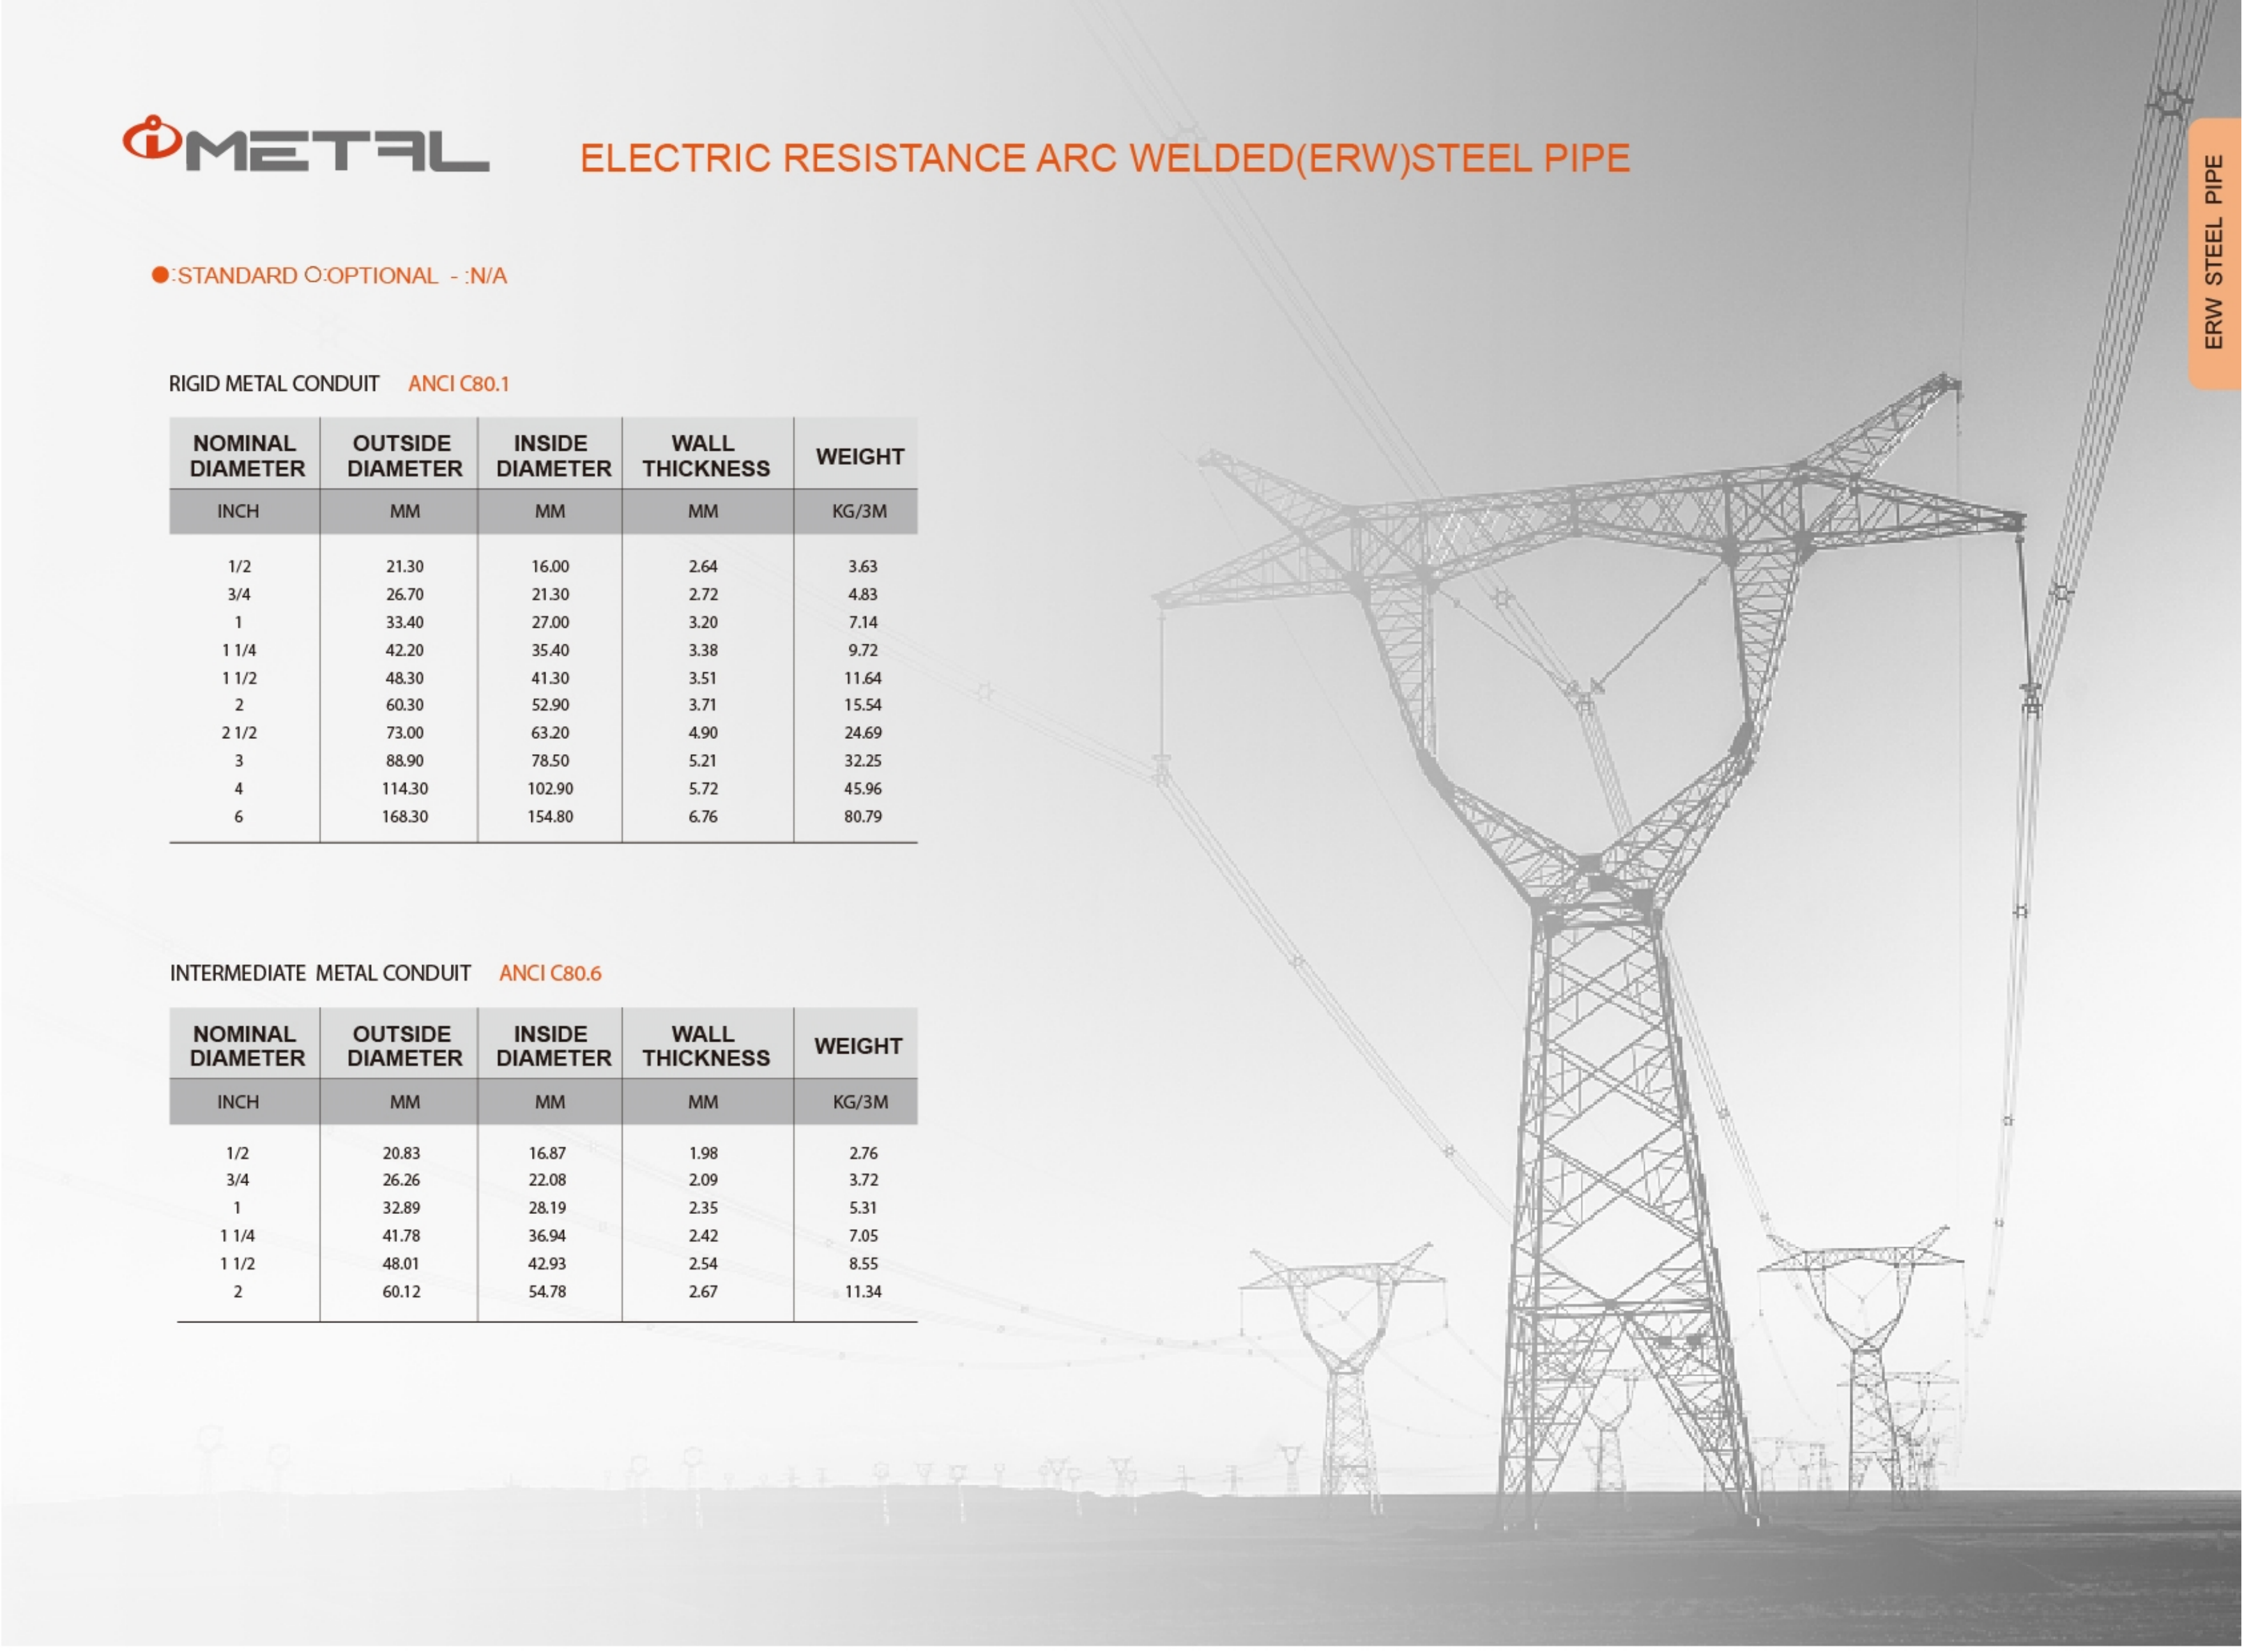 iMETAL
ELECTRIC RESISTANCE ARC WELDED(ERW)STEEL PIPE
ERW STEEL PIPE
●:STANDARD O:OPTIONAL - :N/A
RIGID METAL CONDUIT ANCI C80.1
NOMINAL DIAMETER OUTSIDE DIAMETER INSIDE DIAMETER WALL THICKNESS WEIGHT
INCH MM MM MM KG/3M
1/2 21.30 16.00 2.64 3.63
3/4 26.70 21.30 2.72 4.83
1 33.40 27.00 3.20 7.14
1 1/4 42.20 35.40 3.38 9.72
1 1/2 48.30 41.30 3.51 11.64
2 60.30 52.90 3.71 15.54
2 1/2 73.00 63.20 4.90 24.69
3 88.90 78.50 5.21 32.25
4 114.30 102.90 5.72 45.96
6 168.30 154.80 6.76 80.79
INTERMEDIATE METAL CONDUIT ANCI C80.6
NOMINAL DIAMETER OUTSIDE DIAMETER INSIDE DIAMETER WALL THICKNESS WEIGHT
INCH MM MM MM KG/3M
1/2 20.83 16.87 1.98 2.76
3/4 26.26 22.08 2.09 3.72
1 32.89 28.19 2.35 5.31
1 1/4 41.78 36.94 2.42 7.05
1 1/2 48.01 42.93 2.54 8.55
2 60.12 54.78 2.67 11.34